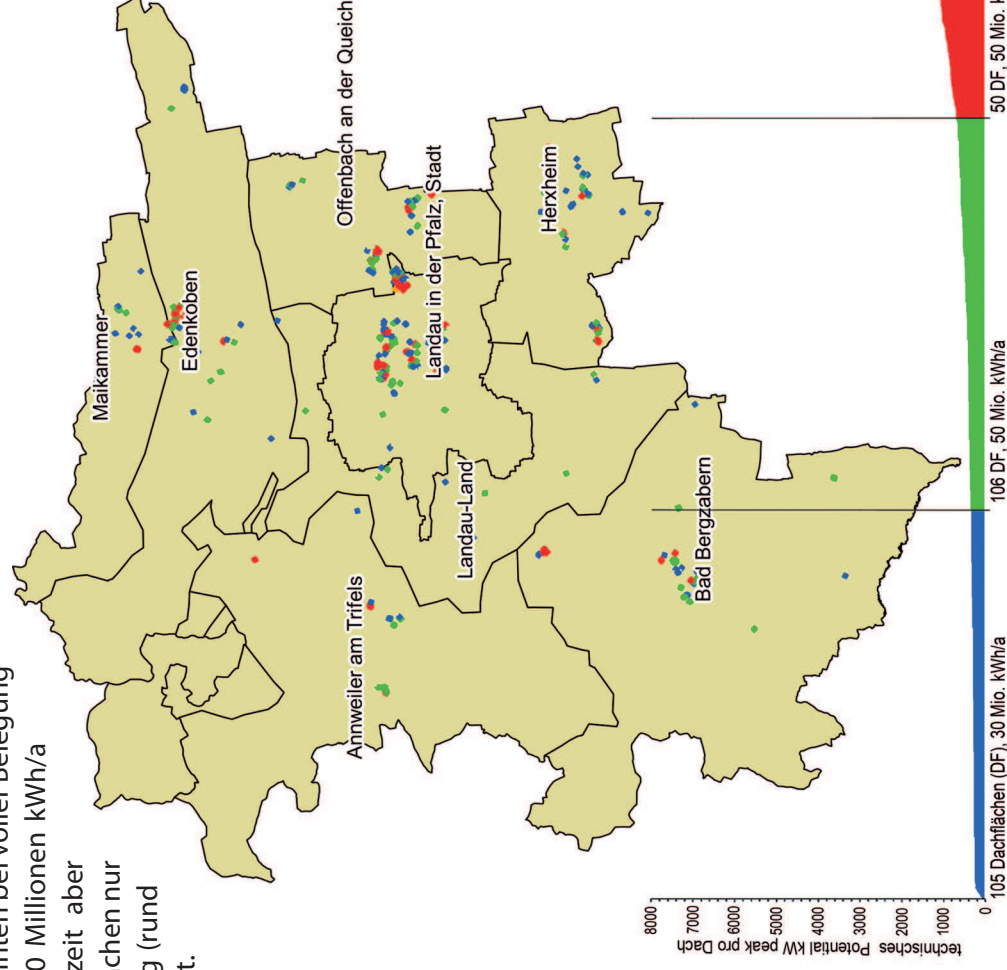 nten bei voller Belegung
0 Millionen kWh/a
zeit aber
chen nur
g (rund
t.
Maikammer
Edenkoben
Offenbach an der Queich
Landau in der Pfalz, Stadt
Herxheim
Landau-Land
Annweiler am Trifels
Bad Bergzabern
technisches Potential kW peak pro Dach
8000
7000
6000
5000
4000
3000
2000
1000
0
105 Dachflächen (DF), 30 Mio. kWh/a
106 DF, 50 Mio. kWh/a
50 DF, 50 Mio. k